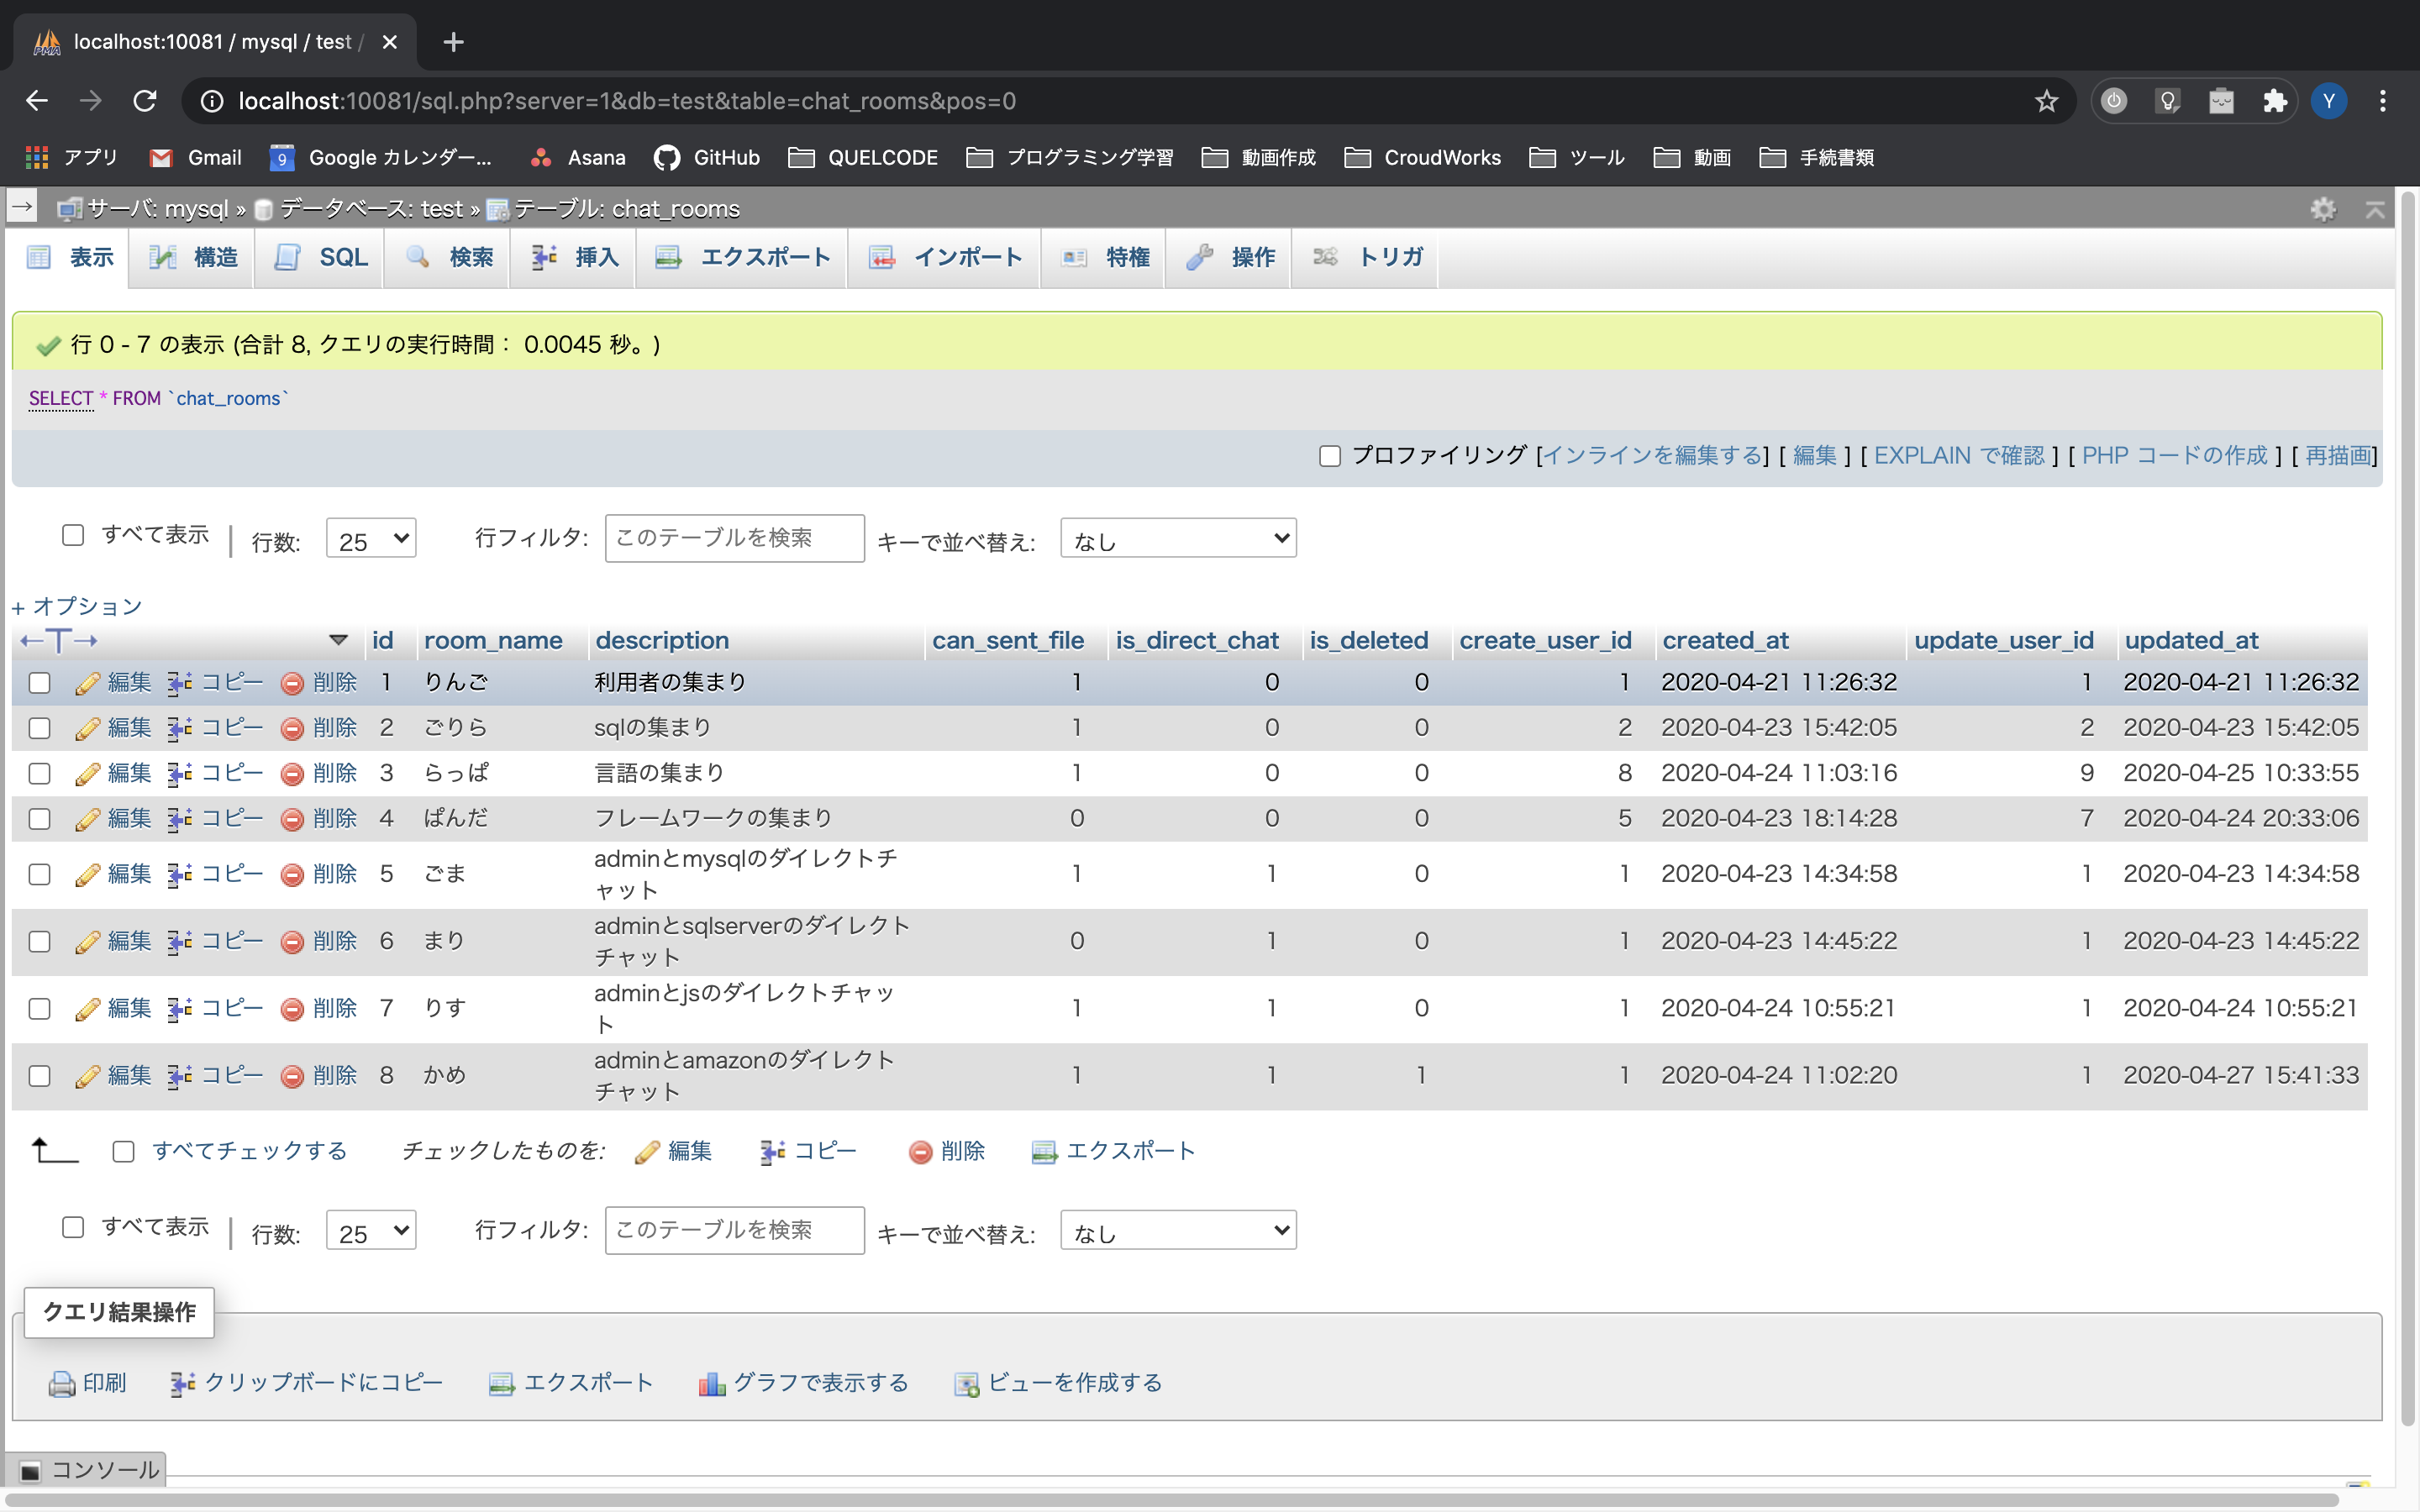 localhost:10081 / mysql / test /
localhost:10081/sql.php?server=1&db=test&table=chat_rooms&pos=0
Y
アプリ Gmail 9 Google カレンダー... Asana GitHub QUELCODE プログラミング学習 動画作成 CroudWorks ツール 動画 手続書類
サーバ: mysql » データベース: test » テーブル: chat_rooms
表示 構造 SQL 検索 挿入 エクスポート インポート 特権 操作 トリガ
行 0 - 7 の表示 (合計 8, クエリの実行時間： 0.0045 秒。)
SELECT * FROM `chat_rooms`
プロファイリング [インラインを編集する] [ 編集 ] [ EXPLAIN で確認 ] [ PHP コードの作成 ] [ 再描画]
すべて表示 | 行数: 25 行フィルタ: このテーブルを検索 キーで並べ替え: なし
+ オプション
←T→ id room_name description can_sent_file is_direct_chat is_deleted create_user_id created_at update_user_id updated_at
編集 コピー 削除 1 りんご 利用者の集まり 1 0 0 1 2020-04-21 11:26:32 1 2020-04-21 11:26:32
編集 コピー 削除 2 ごりら sqlの集まり 1 0 0 2 2020-04-23 15:42:05 2 2020-04-23 15:42:05
編集 コピー 削除 3 らっぱ 言語の集まり 1 0 0 8 2020-04-24 11:03:16 9 2020-04-25 10:33:55
編集 コピー 削除 4 ぱんだ フレームワークの集まり 0 0 0 5 2020-04-23 18:14:28 7 2020-04-24 20:33:06
編集 コピー 削除 5 ごま adminとmysqlのダイレクトチ
ャット 1 1 0 1 2020-04-23 14:34:58 1 2020-04-23 14:34:58
編集 コピー 削除 6 まり adminとsqlserverのダイレクト
チャット 0 1 0 1 2020-04-23 14:45:22 1 2020-04-23 14:45:22
編集 コピー 削除 7 りす adminとjsのダイレクトチャッ
ト 1 1 0 1 2020-04-24 10:55:21 1 2020-04-24 10:55:21
編集 コピー 削除 8 かめ adminとamazonのダイレクト
チャット 1 1 1 1 2020-04-24 11:02:20 1 2020-04-27 15:41:33
すべてチェックする チェックしたものを: 編集 コピー 削除 エクスポート
すべて表示 | 行数: 25 行フィルタ: このテーブルを検索 キーで並べ替え: なし
クエリ結果操作
印刷 クリップボードにコピー エクスポート グラフで表示する ビューを作成する
コンソール